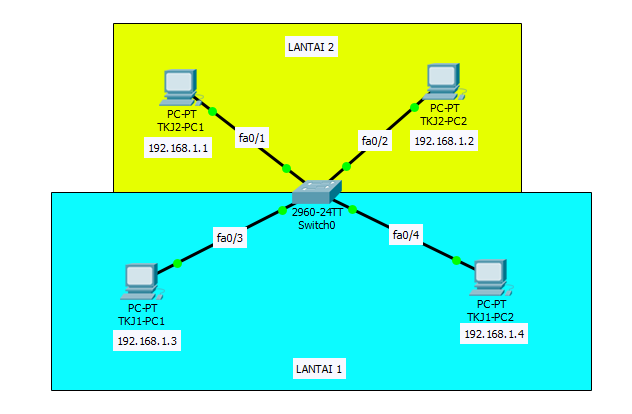 LANTAI 2
PC-PT
TKJ2-PC1
192.168.1.1
fa0/1
PC-PT
TKJ2-PC2
192.168.1.2
fa0/2
2960-24TT
Switch0
fa0/3
fa0/4
PC-PT
TKJ1-PC1
192.168.1.3
PC-PT
TKJ1-PC2
192.168.1.4
LANTAI 1